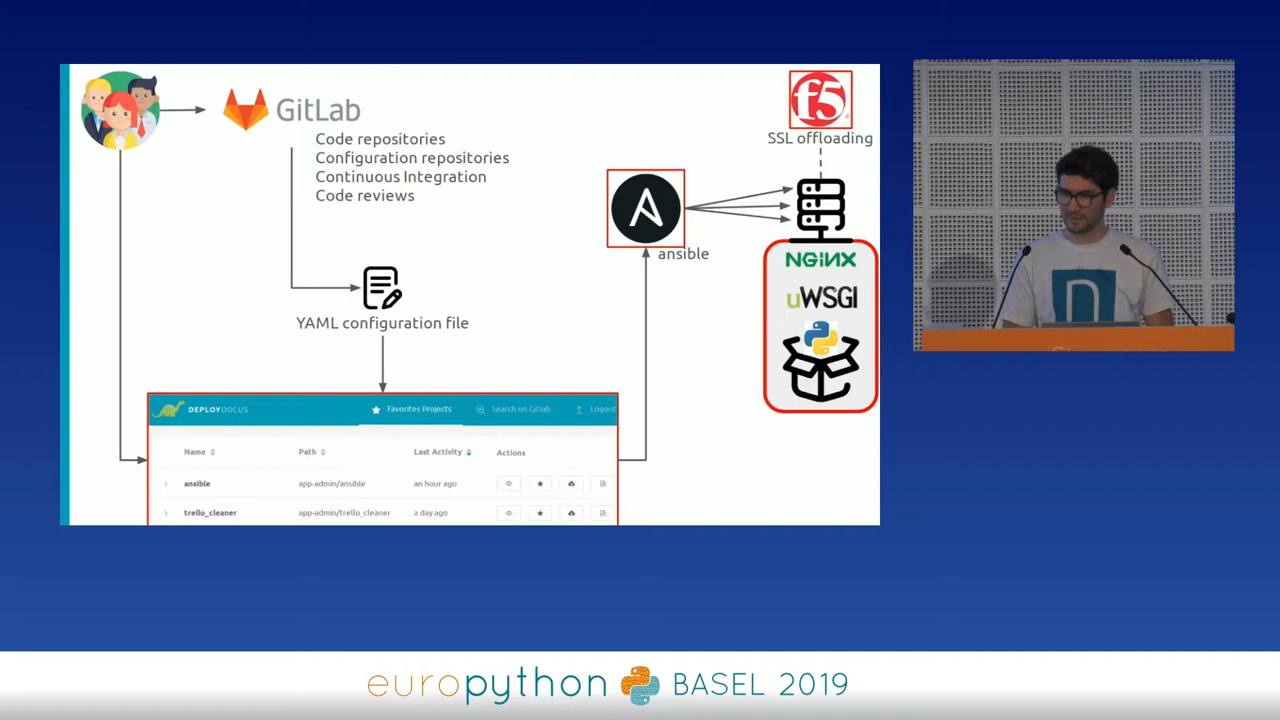 GitLab
Code repositories
Configuration repositories
Continuous Integration
Code reviews
f5
SSL offloading
ansible
NGINX
uWSGI
YAML configuration file
DEPLOYDOCUS
Favorites Projects
Search on Gitlab
Logout
Name Path Last Activity Actions
ansible app-admin/ansible an hour ago
trello_cleaner app-admin/trello_cleaner a day ago
n
europython BASEL 2019